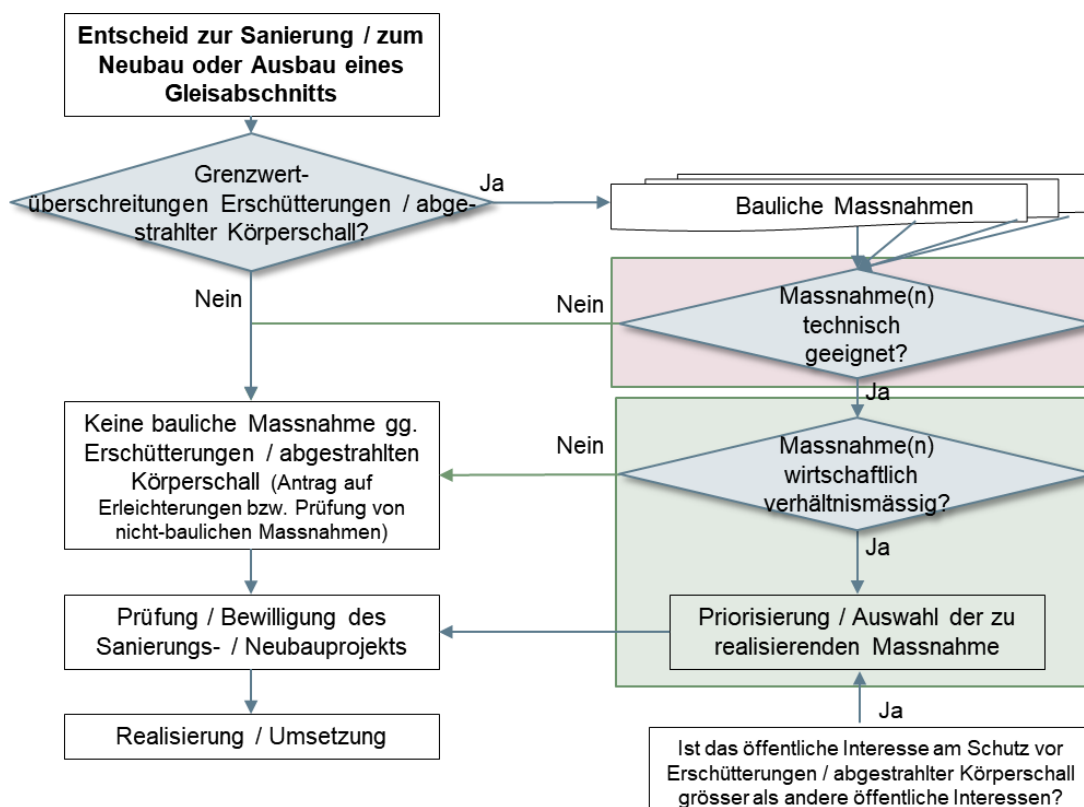 Entscheid zur Sanierung / zum
Neubau oder Ausbau eines
Gleisabschnitts
Grenzwert-
überschreitungen Erschütterungen / abge-
strahlter Körperschall?
Ja
Bauliche Massnahmen
Nein
Nein
Massnahme(n)
technisch
geeignet?
Ja
Keine bauliche Massnahme gg.
Erschütterungen / abgestrahlten
Körperschall (Antrag auf
Erleichterungen bzw. Prüfung von
nicht-baulichen Massnahmen)
Nein
Massnahme(n)
wirtschaftlich
verhältnismässig?
Ja
Prüfung / Bewilligung des
Sanierungs- / Neubauprojekts
Priorisierung / Auswahl der zu
realisierenden Massnahme
Realisierung / Umsetzung
Ja
Ist das öffentliche Interesse am Schutz vor
Erschütterungen / abgestrahlter Körperschall
grösser als andere öffentliche Interessen?